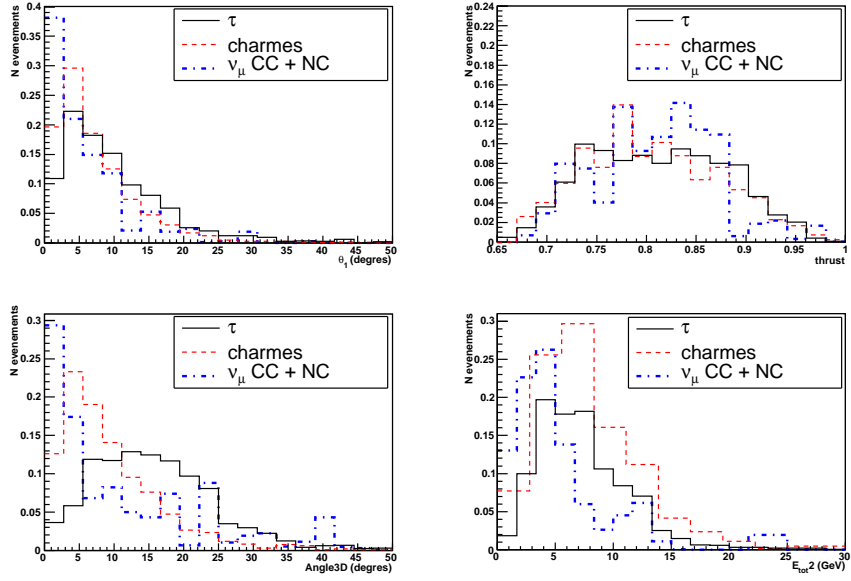 N evenements
0.4
0.35
0.3
0.25
0.2
0.15
0.1
0.05
0
τ
charmes
ν_μ CC + NC
0 5 10 15 20 25 30 35 40 45 50
θ_1 (degres)
N evenements
0.24
0.22
0.20
0.18
0.16
0.14
0.12
0.10
0.08
0.06
0.04
0.02
0.00
τ
charmes
ν_μ CC + NC
0.65 0.7 0.75 0.8 0.85 0.9 0.95 1
thrust
N evenements
0.3
0.25
0.2
0.15
0.1
0.05
0
τ
charmes
ν_μ CC + NC
0 5 10 15 20 25 30 35 40 45 50
Angle3D (degres)
N evenements
0.3
0.25
0.2
0.15
0.1
0.05
0
τ
charmes
ν_μ CC + NC
0 5 10 15 20 25 30
E_tot2 (GeV)